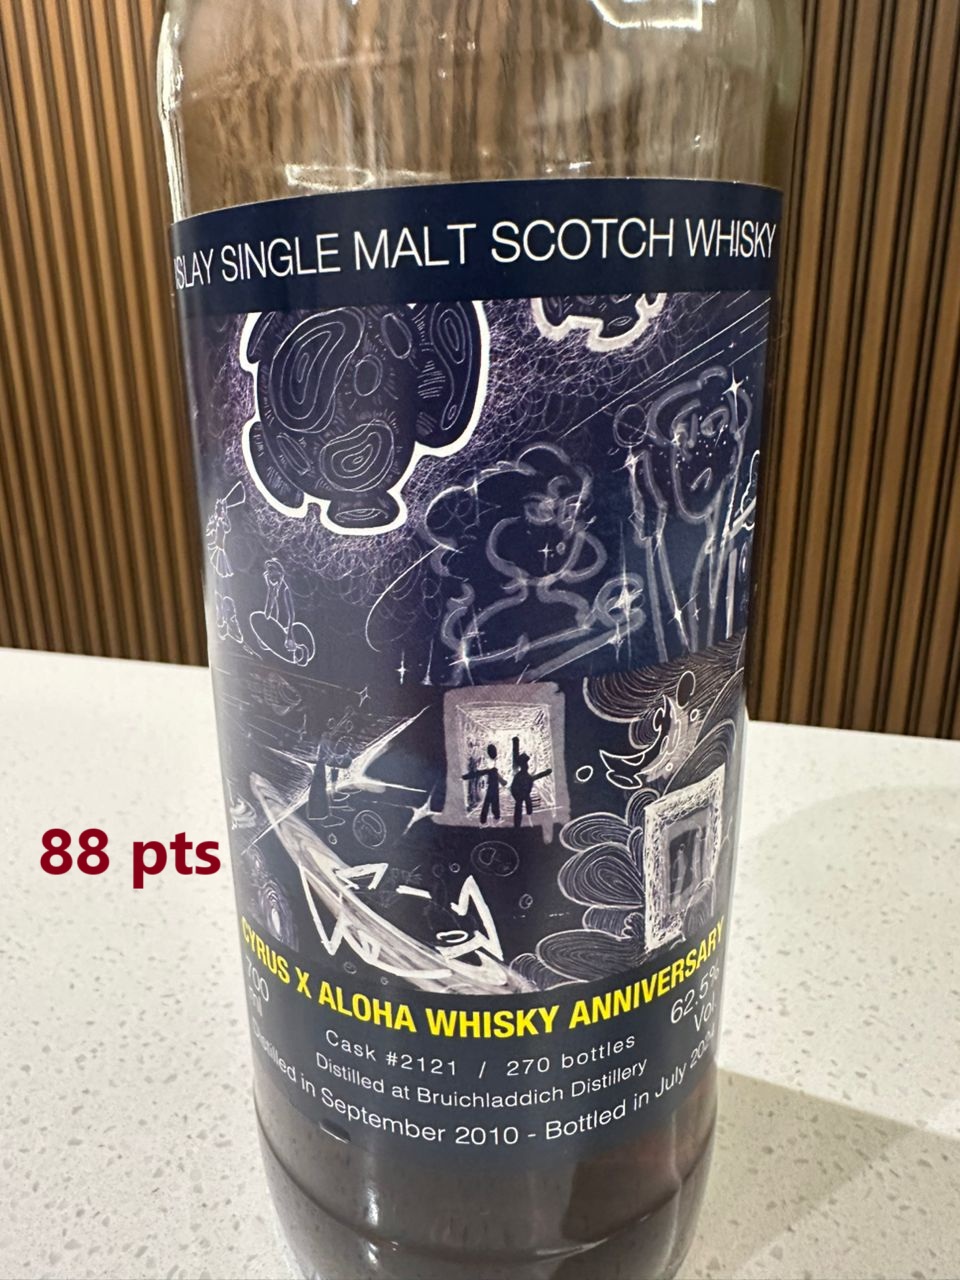 ISLAY SINGLE MALT SCOTCH WHISKY
88 pts
CYRUS X ALOHA WHISKY ANNIVERSARY
700
ml
62.5%
Vol.
Cask #2121 / 270 bottles
Distilled at Bruichladdich Distillery
Distilled in September 2010 - Bottled in July 2024